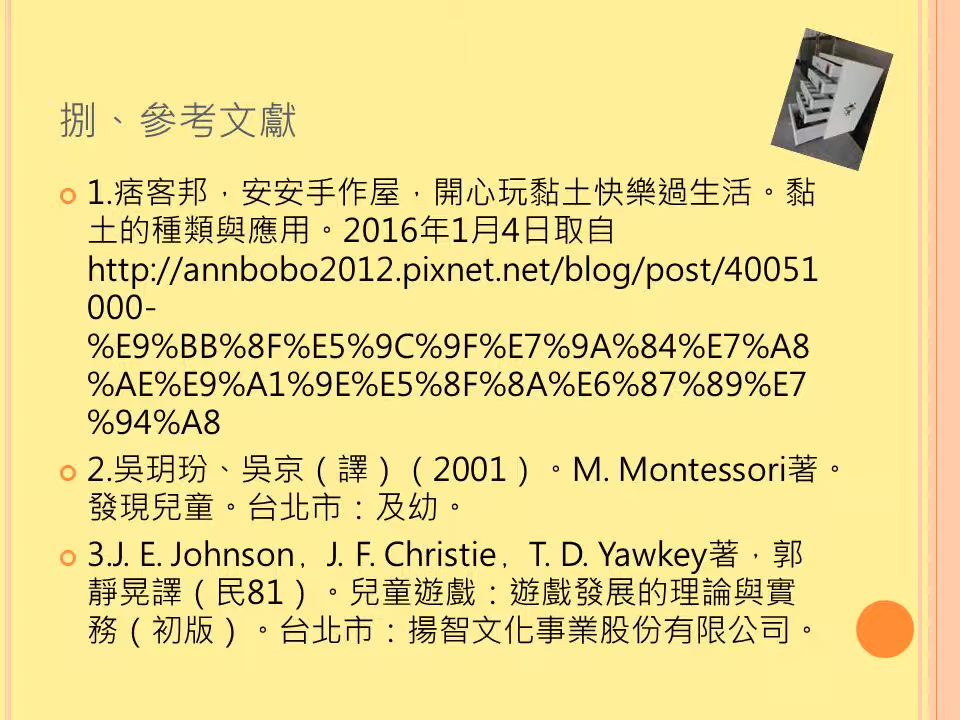 捌、參考文獻
1.痞客邦，安安手作屋，開心玩黏土快樂過生活。黏
土的種類與應用。2016年1月4日取自
http://annbobo2012.pixnet.net/blog/post/40051
000-
%E9%BB%8F%E5%9C%9F%E7%9A%84%E7%A8
%AE%E9%A1%9E%E5%8F%8A%E6%87%89%E7
%94%A8
2.吳玥玢、吳京（譯）（2001）。M. Montessori著。
發現兒童。台北市：及幼。
3.J. E. Johnson，J. F. Christie，T. D. Yawkey著，郭
靜晃譯（民81）。兒童遊戲：遊戲發展的理論與實
務（初版）。台北市：揚智文化事業股份有限公司。